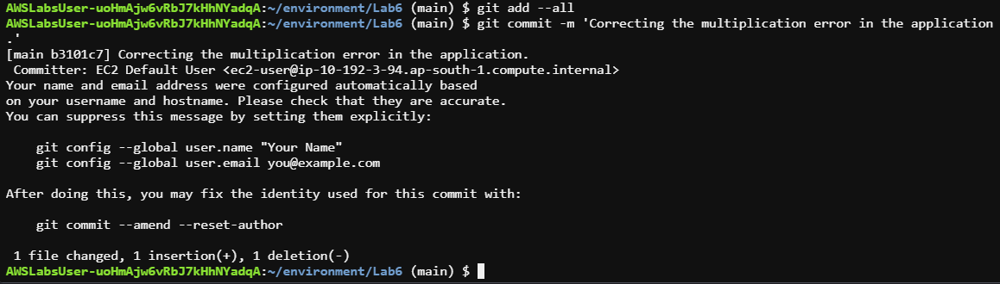 AWSLabsUser-uoHmAjw6vRbJ7kHhNYadqA:~/environment/Lab6 (main) $ git add --all
AWSLabsUser-uoHmAjw6vRbJ7kHhNYadqA:~/environment/Lab6 (main) $ git commit -m 'Correcting the multiplication error in the application
.'
[main b3101c7] Correcting the multiplication error in the application.
 Committer: EC2 Default User <ec2-user@ip-10-192-3-94.ap-south-1.compute.internal>
Your name and email address were configured automatically based
on your username and hostname. Please check that they are accurate.
You can suppress this message by setting them explicitly:

    git config --global user.name "Your Name"
    git config --global user.email you@example.com

After doing this, you may fix the identity used for this commit with:

    git commit --amend --reset-author

 1 file changed, 1 insertion(+), 1 deletion(-)
AWSLabsUser-uoHmAjw6vRbJ7kHhNYadqA:~/environment/Lab6 (main) $